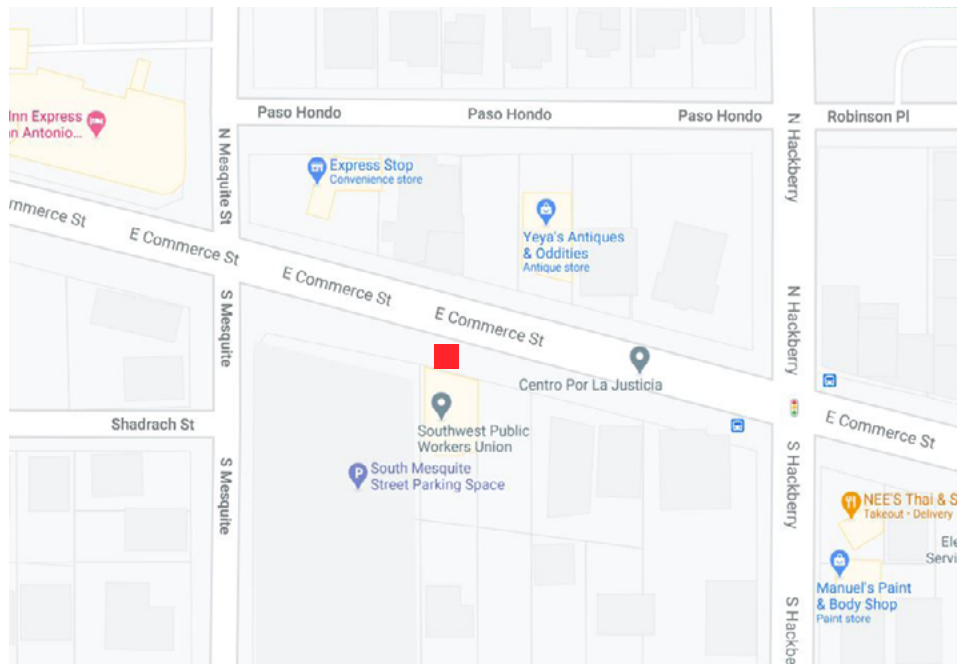 Paso Hondo
Paso Hondo
Paso Hondo
Robinson Pl
Inn Express
n Antonio...
N Mesquite St
N Hackberry
Express Stop
Convenience store
Yeya's Antiques
& Oddities
Antique store
mmerce St
E Commerce St
E Commerce St
E Commerce St
S Mesquite
N Hackberry
Centro Por La Justicia
E Commerce St
Shadrach St
Southwest Public
Workers Union
South Mesquite
Street Parking Space
P
S Mesquite
S Hackberry
NEE'S Thai & S
Takeout • Delivery
Ele
Servi
Manuel's Paint
& Body Shop
Paint store
S Hackbe